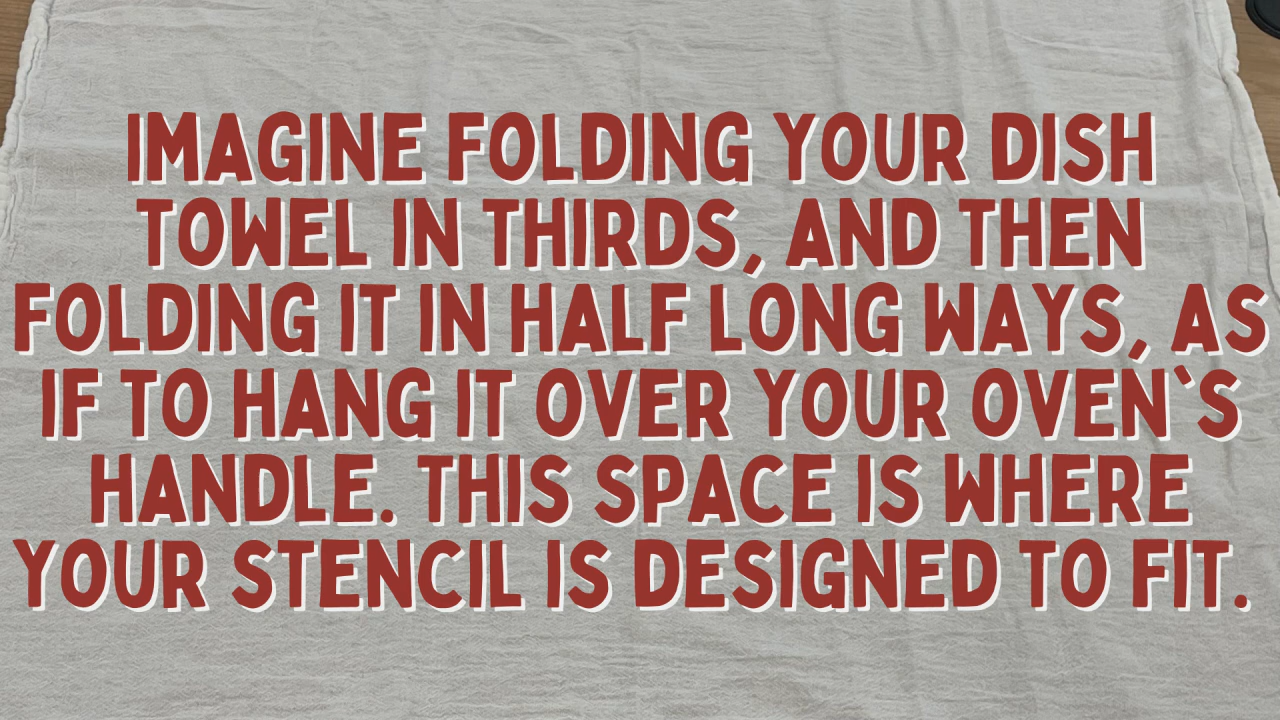 IMAGINE FOLDING YOUR DISH
TOWEL IN THIRDS, AND THEN
FOLDING IT IN HALF LONG WAYS, AS
IF TO HANG IT OVER YOUR OVEN`S
HANDLE. THIS SPACE IS WHERE
YOUR STENCIL IS DESIGNED TO FIT.